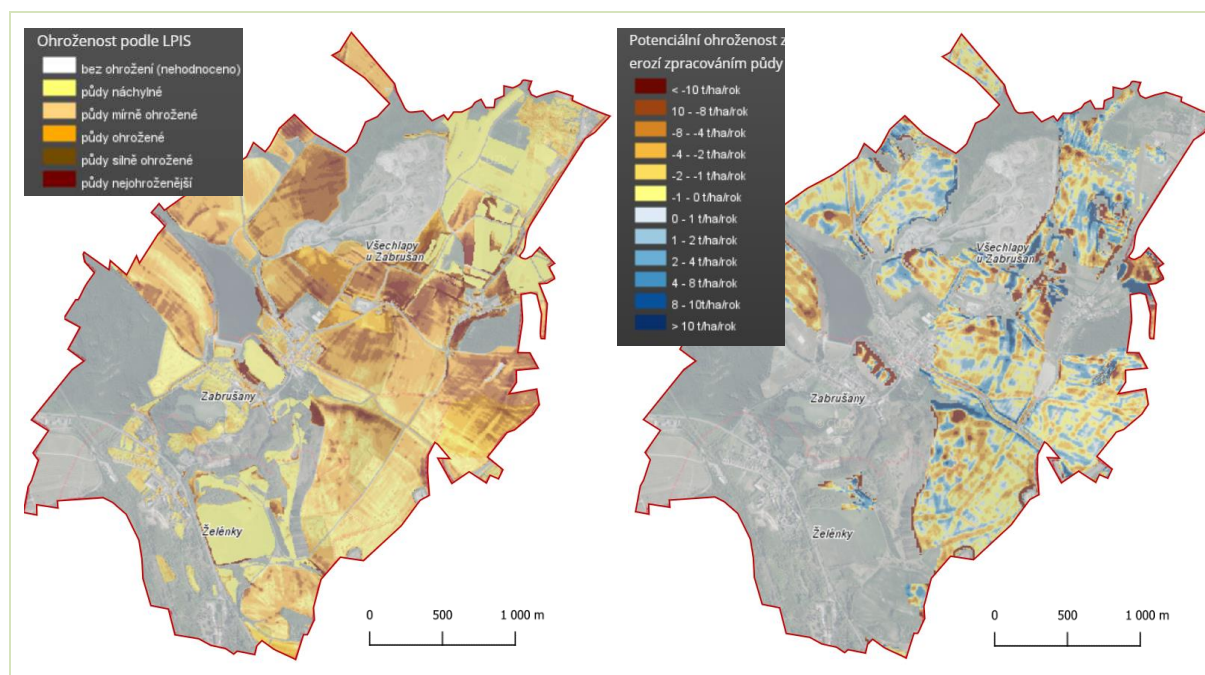 Ohroženost podle LPIS
bez ohrožení (nehodnoceno)
půdy náchylné
půdy mírně ohrožené
půdy ohrožené
půdy silně ohrožené
půdy nejohroženější
Všechlapy
u Zabrušan
Zabrušany
Želénky
0 500 1 000 m
Potenciální ohroženost z
erozí zpracováním půdy
< -10 t/ha/rok
10 - -8 t/ha/rok
-8 - -4 t/ha/rok
-4 - -2 t/ha/rok
-2 - -1 t/ha/rok
-1 - 0 t/ha/rok
0 - 1 t/ha/rok
1 - 2 t/ha/rok
2 - 4 t/ha/rok
4 - 8 t/ha/rok
8 - 10t/ha/rok
> 10 t/ha/rok
Všechlapy
u Zabrušan
Zabrušany
Želénky
0 500 1 000 m